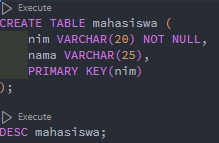 Execute
CREATE TABLE mahasiswa (
    nim VARCHAR(20) NOT NULL,
    nama VARCHAR(25),
    PRIMARY KEY(nim)
);
Execute
DESC mahasiswa;